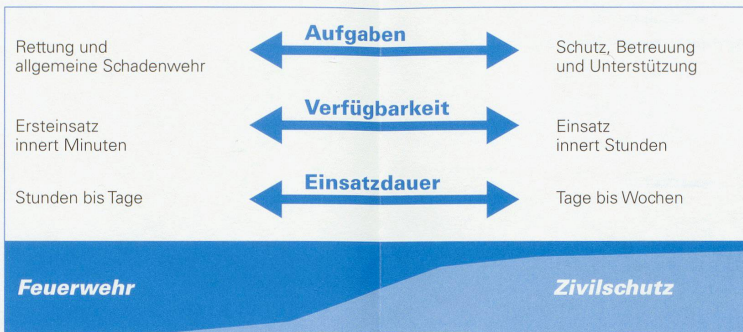 Aufgaben
Rettung und
allgemeine Schadenwehr
Schutz, Betreuung
und Unterstützung
Verfügbarkeit
Ersteinsatz
innert Minuten
Einsatz
innert Stunden
Einsatzdauer
Stunden bis Tage
Tage bis Wochen
Feuerwehr
Zivilschutz